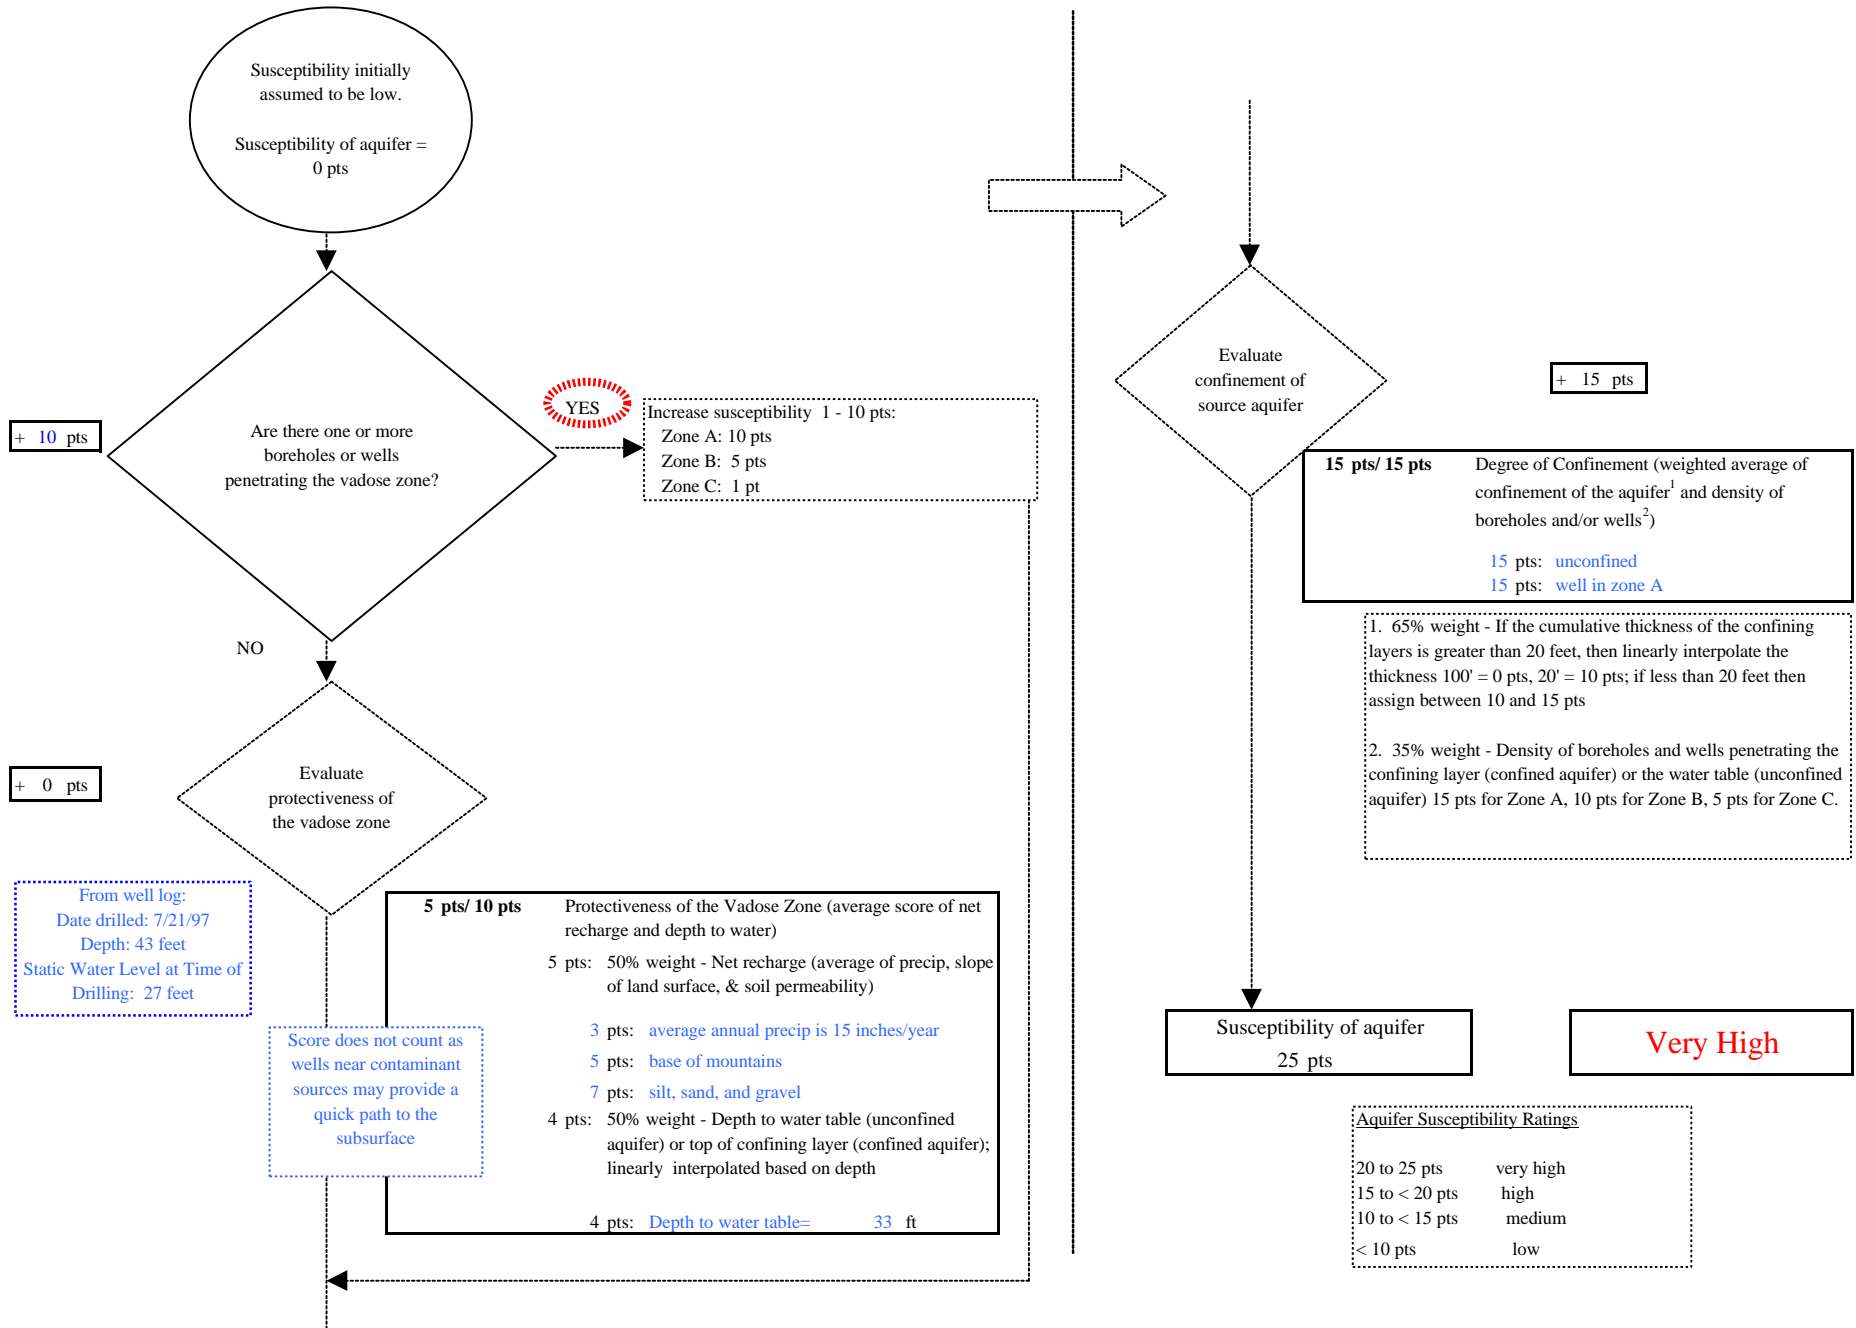 Susceptibility initially
assumed to be low.
Susceptibility of aquifer =
0 pts
+ 10 pts
Are there one or more
boreholes or wells
penetrating the vadose zone?
YES
Increase susceptibility 1 - 10 pts:
Zone A: 10 pts
Zone B: 5 pts
Zone C: 1 pt
NO
+ 0 pts
Evaluate
protectiveness of
the vadose zone
From well log:
Date drilled: 7/21/97
Depth: 43 feet
Static Water Level at Time of
Drilling: 27 feet
Score does not count as
wells near contaminant
sources may provide a
quick path to the
subsurface
5 pts/ 10 pts Protectiveness of the Vadose Zone (average score of net
recharge and depth to water)
5 pts: 50% weight - Net recharge (average of precip, slope
of land surface, & soil permeability)
3 pts: average annual precip is 15 inches/year
5 pts: base of mountains
7 pts: silt, sand, and gravel
4 pts: 50% weight - Depth to water table (unconfined
aquifer) or top of confining layer (confined aquifer);
linearly interpolated based on depth
4 pts: Depth to water table= 33 ft
Evaluate
confinement of
source aquifer
+ 15 pts
15 pts/ 15 pts Degree of Confinement (weighted average of
confinement of the aquifer1 and density of
boreholes and/or wells2)
15 pts: unconfined
15 pts: well in zone A
1. 65% weight - If the cumulative thickness of the confining
layers is greater than 20 feet, then linearly interpolate the
thickness 100' = 0 pts, 20' = 10 pts; if less than 20 feet then
assign between 10 and 15 pts
2. 35% weight - Density of boreholes and wells penetrating the
confining layer (confined aquifer) or the water table (unconfined
aquifer) 15 pts for Zone A, 10 pts for Zone B, 5 pts for Zone C.
Susceptibility of aquifer
25 pts
Very High
Aquifer Susceptibility Ratings
20 to 25 pts very high
15 to < 20 pts high
10 to < 15 pts medium
< 10 pts low